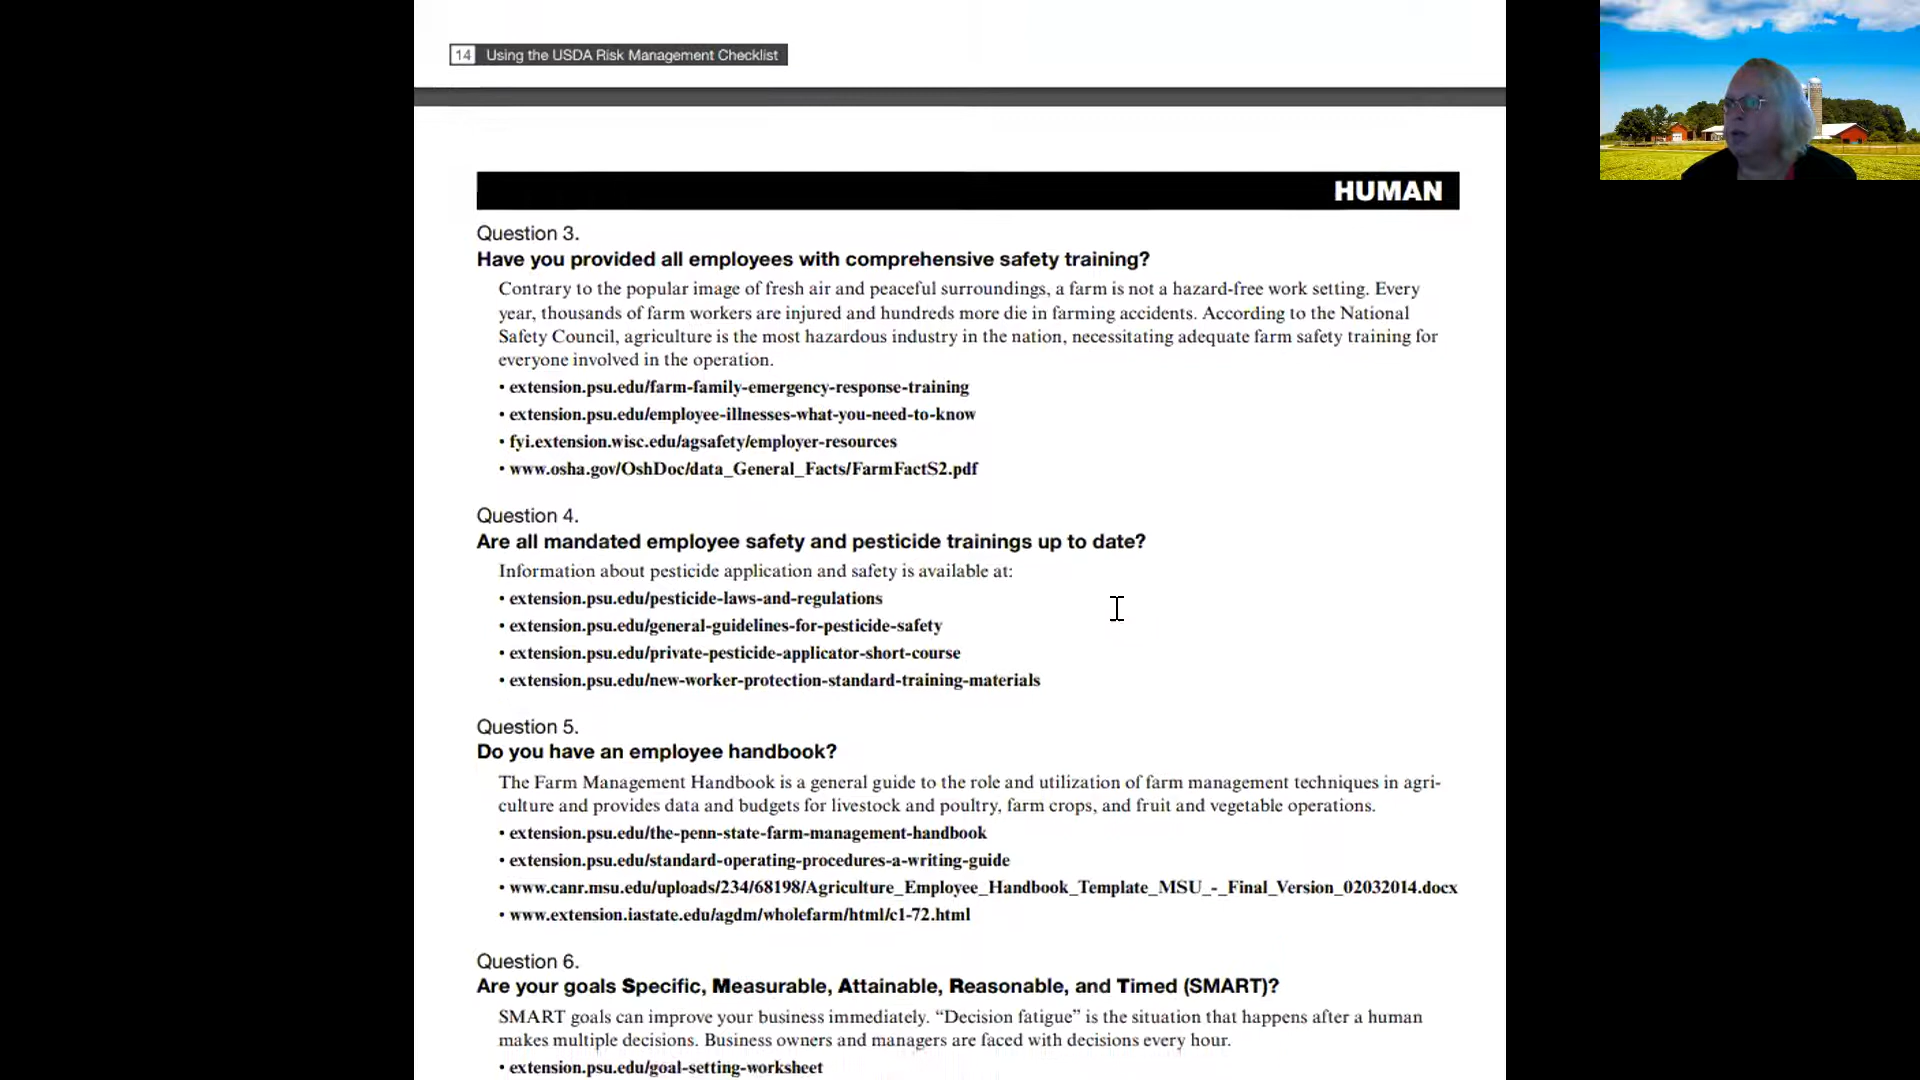 14 Using the USDA Risk Management Checklist
HUMAN
Question 3.
Have you provided all employees with comprehensive safety training?
Contrary to the popular image of fresh air and peaceful surroundings, a farm is not a hazard-free work setting. Every
year, thousands of farm workers are injured and hundreds more die in farming accidents. According to the National
Safety Council, agriculture is the most hazardous industry in the nation, necessitating adequate farm safety training for
everyone involved in the operation.
• extension.psu.edu/farm-family-emergency-response-training
• extension.psu.edu/employee-illnesses-what-you-need-to-know
• fyi.extension.wisc.edu/agsafety/employer-resources
• www.osha.gov/OshDoc/data_General_Facts/FarmFactS2.pdf
Question 4.
Are all mandated employee safety and pesticide trainings up to date?
Information about pesticide application and safety is available at:
• extension.psu.edu/pesticide-laws-and-regulations
• extension.psu.edu/general-guidelines-for-pesticide-safety
• extension.psu.edu/private-pesticide-applicator-short-course
• extension.psu.edu/new-worker-protection-standard-training-materials
Question 5.
Do you have an employee handbook?
The Farm Management Handbook is a general guide to the role and utilization of farm management techniques in agri-
culture and provides data and budgets for livestock and poultry, farm crops, and fruit and vegetable operations.
• extension.psu.edu/the-penn-state-farm-management-handbook
• extension.psu.edu/standard-operating-procedures-a-writing-guide
• www.canr.msu.edu/uploads/234/68198/Agriculture_Employee_Handbook_Template_MSU_-_Final_Version_02032014.docx
• www.extension.iastate.edu/agdm/wholefarm/html/c1-72.html
Question 6.
Are your goals Specific, Measurable, Attainable, Reasonable, and Timed (SMART)?
SMART goals can improve your business immediately. “Decision fatigue” is the situation that happens after a human
makes multiple decisions. Business owners and managers are faced with decisions every hour.
• extension.psu.edu/goal-setting-worksheet